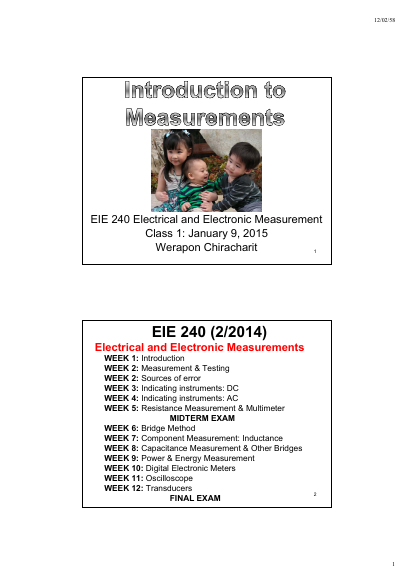 12/02/58
Introduction to
Measurements
EIE 240 Electrical and Electronic Measurement
Class 1: January 9, 2015
Werapon Chiracharit
1
EIE 240 (2/2014)
Electrical and Electronic Measurements
WEEK 1: Introduction
WEEK 2: Measurement & Testing
WEEK 2: Sources of error
WEEK 3: Indicating instruments: DC
WEEK 4: Indicating instruments: AC
WEEK 5: Resistance Measurement & Multimeter
MIDTERM EXAM
WEEK 6: Bridge Method
WEEK 7: Component Measurement: Inductance
WEEK 8: Capacitance Measurement & Other Bridges
WEEK 9: Power & Energy Measurement
WEEK 10: Digital Electronic Meters
WEEK 11: Oscilloscope
WEEK 12: Transducers
FINAL EXAM
2
1